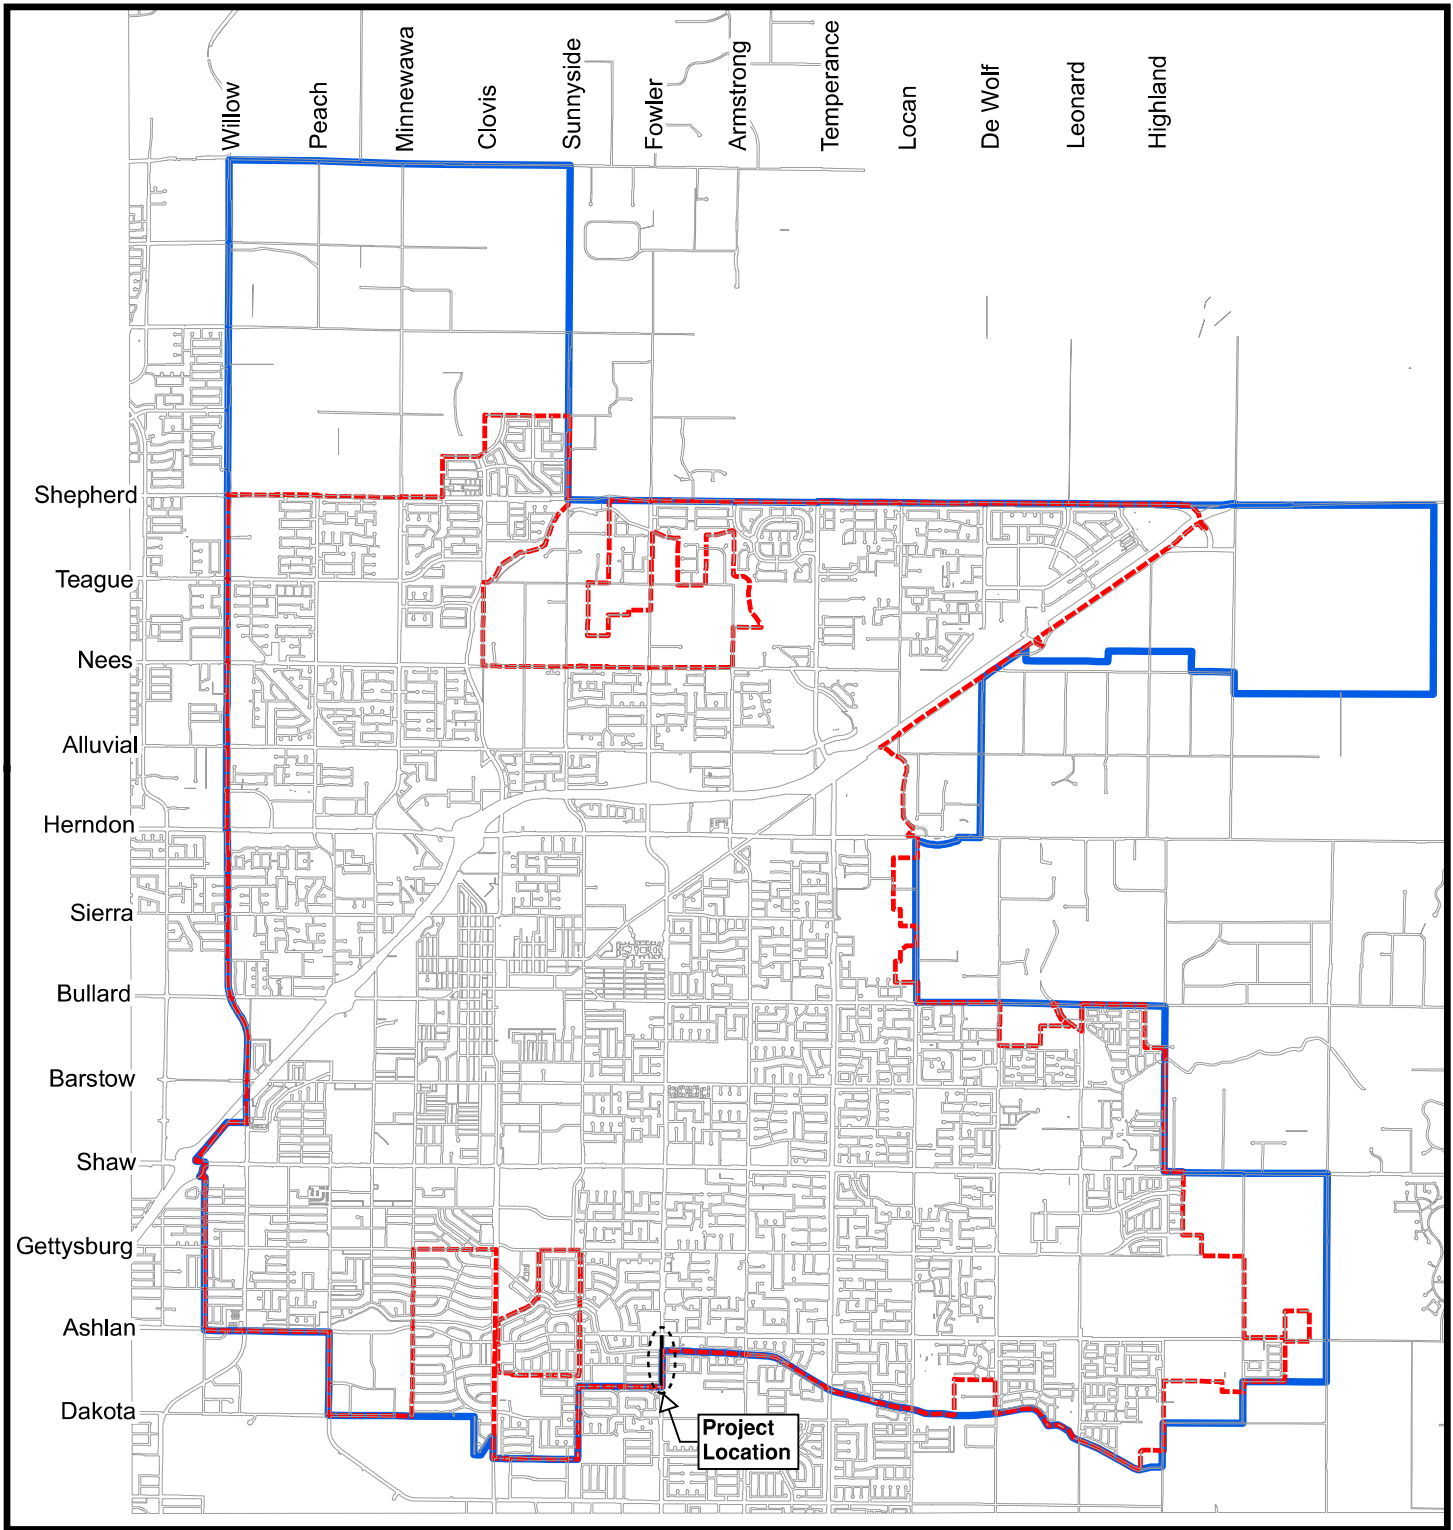 Willow
Peach
Minnewawa
Clovis
Sunnyside
Fowler
Armstrong
Temperance
Locan
De Wolf
Leonard
Highland
Shepherd
Teague
Nees
Alluvial
Herndon
Sierra
Bullard
Barstow
Shaw
Gettysburg
Ashlan
Dakota
Project
Location